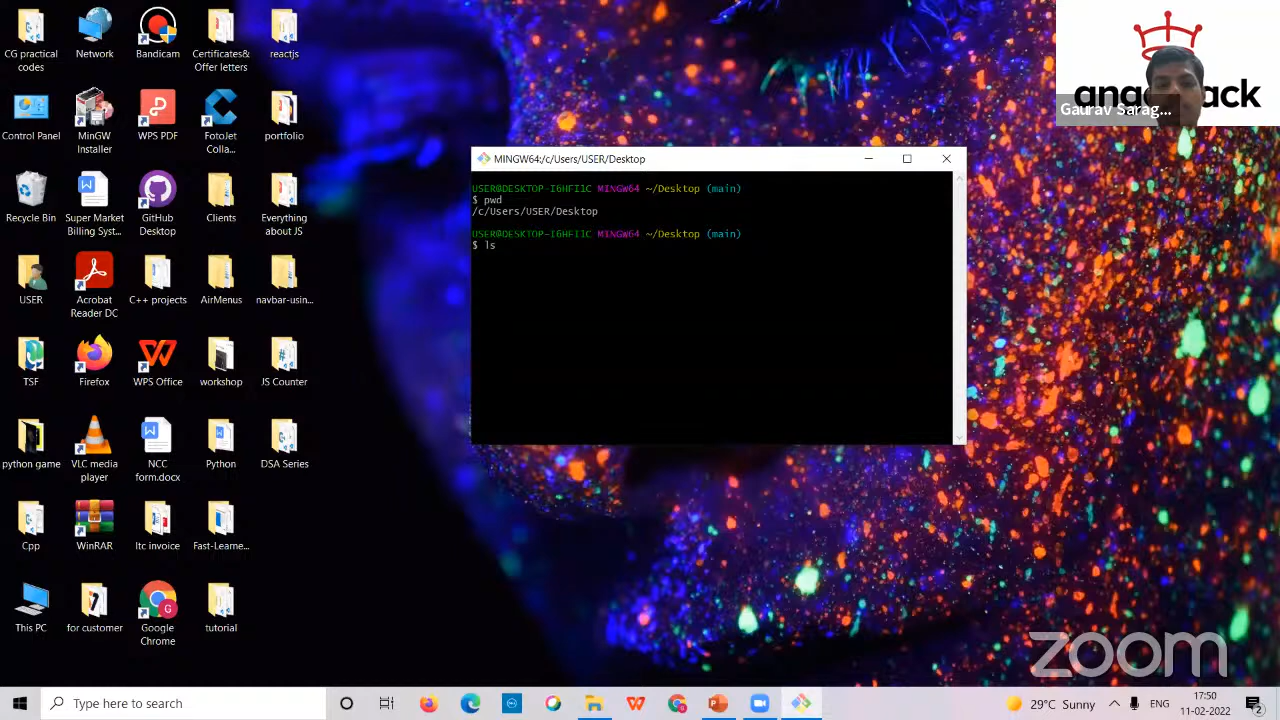 CG practical codes
Network
Bandicam
Certificates& Offer letters
reactjs
Control Panel
MinGW Installer
WPS PDF
FotoJet Colla...
portfolio
Recycle Bin
Super Market Billing Syst...
GitHub Desktop
Clients
Everything about JS
USER
Acrobat Reader DC
C++ projects
AirMenus
navbar-usin...
TSF
Firefox
WPS Office
workshop
JS Counter
python game
VLC media player
NCC form.docx
Python
DSA Series
Cpp
WinRAR
ltc invoice
Fast-Learne...
This PC
for customer
Google Chrome
tutorial
MINGW64:/c/Users/USER/Desktop
USER@DESKTOP-I6HFI1C MINGW64 ~/Desktop (main)
$ pwd
/c/Users/USER/Desktop
USER@DESKTOP-I6HFI1C MINGW64 ~/Desktop (main)
$ ls
Gaurav Sarag...
zoom
Type here to search
29°C Sunny
ENG
17:50
11-02-2022
2